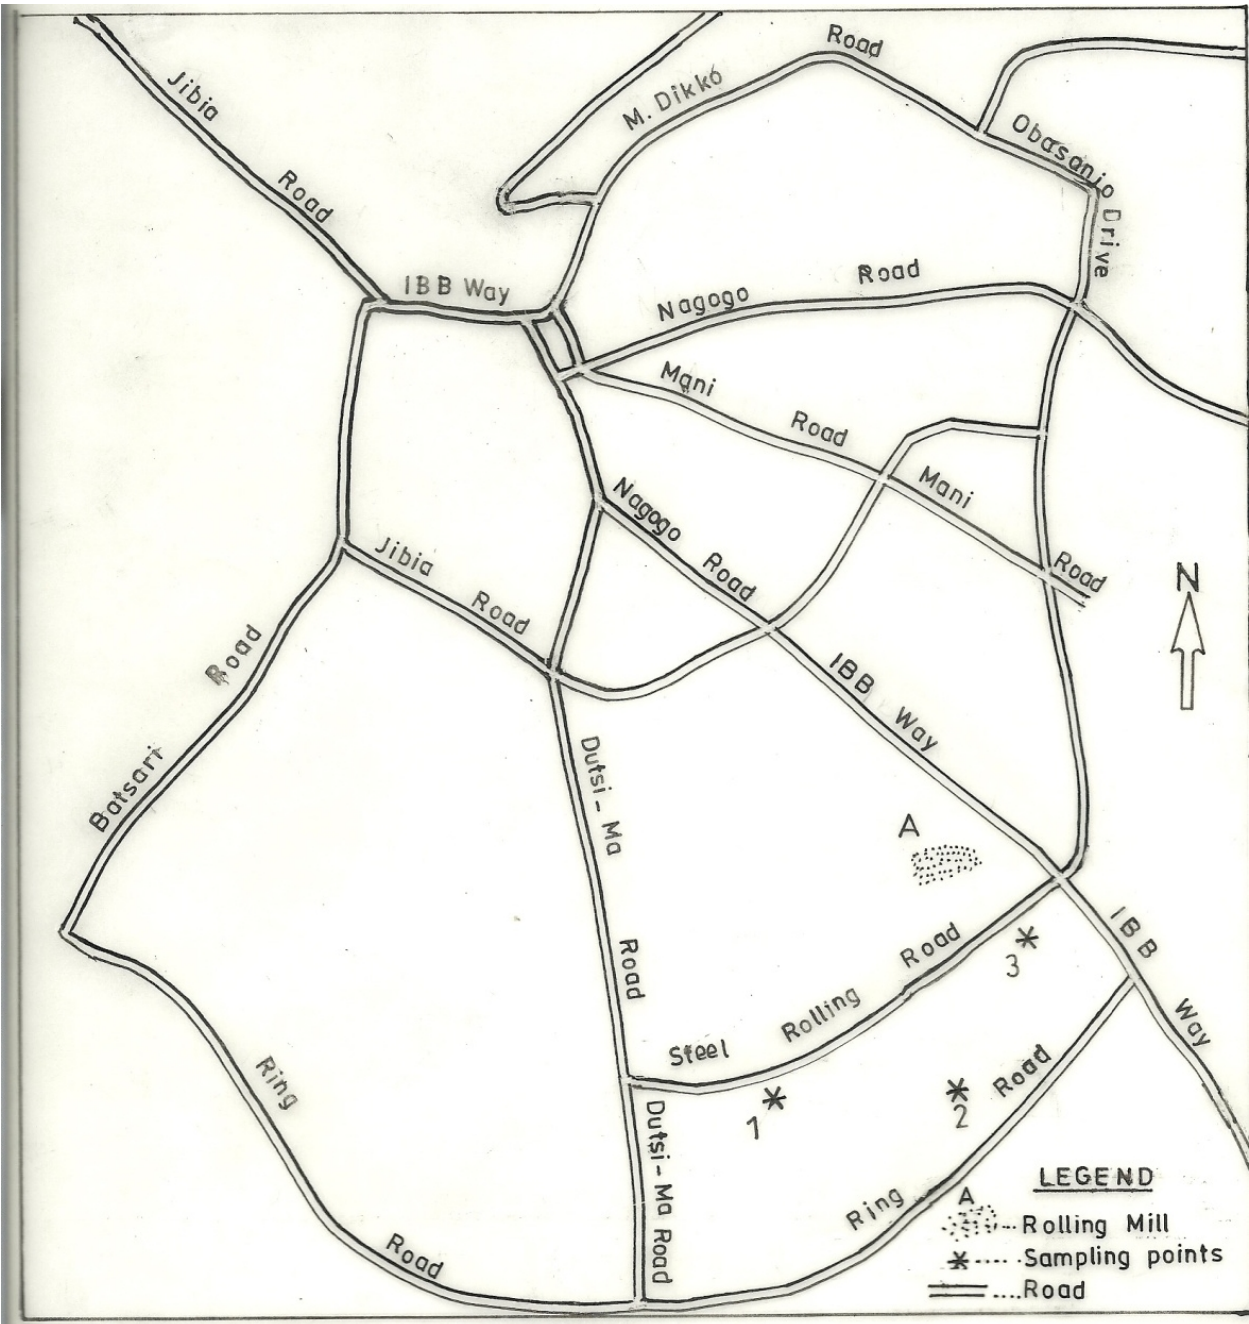 Road
M. Dikko
Jibia
Obasanjo
Drive
Road
IBB Way
Road
Nagogo
Mani
Road
Mani
Nagogo
Jibia
Road
Road
Road
N
Road
IBB
Way
Batsari
Dutsi-Ma
A
IBB
Road
Road
3
Way
Rolling
Steel
Ring
Road
1
2
Dutsi-Ma Road
Ring
Road
LEGEND
A
Rolling Mill
Sampling points
Road